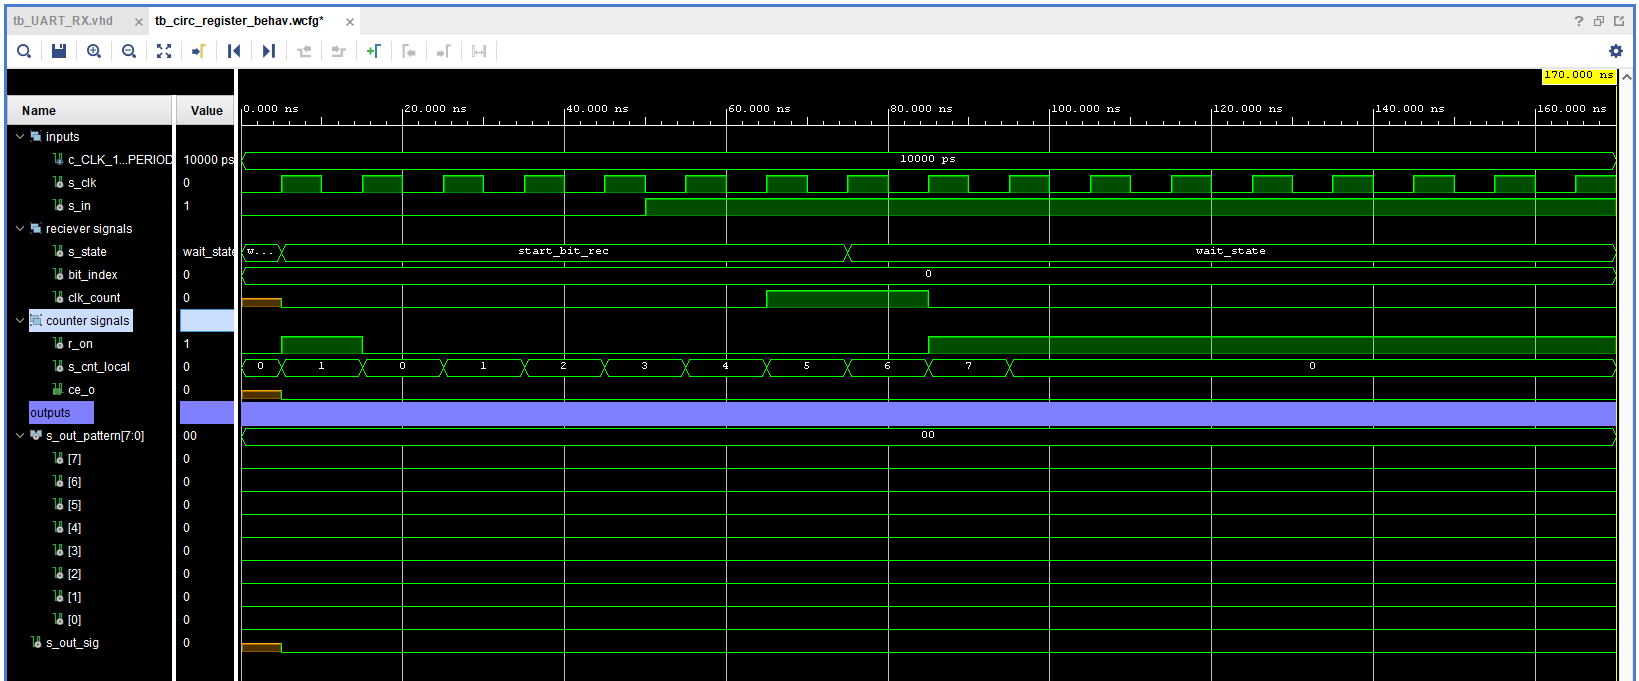 tb_UART_RX.vhd × tb_circ_register_behav.wcfg* × ?
170.000 ns
Name Value 0.000 ns 20.000 ns 40.000 ns 60.000 ns 80.000 ns 100.000 ns 120.000 ns 140.000 ns 160.000 ns
inputs
c_CLK_1...PERIOD 10000 ps 10000 ps
s_clk 0
s_in 1
reciever signals
s_state wait_state w... start_bit_rec wait_state
bit_index 0 0
clk_count 0
counter signals
r_on 1
s_cnt_local 0 0 1 0 1 2 3 4 5 6 7 0
ce_o 0
outputs
s_out_pattern[7:0] 00 00
[7] 0
[6] 0
[5] 0
[4] 0
[3] 0
[2] 0
[1] 0
[0] 0
s_out_sig 0